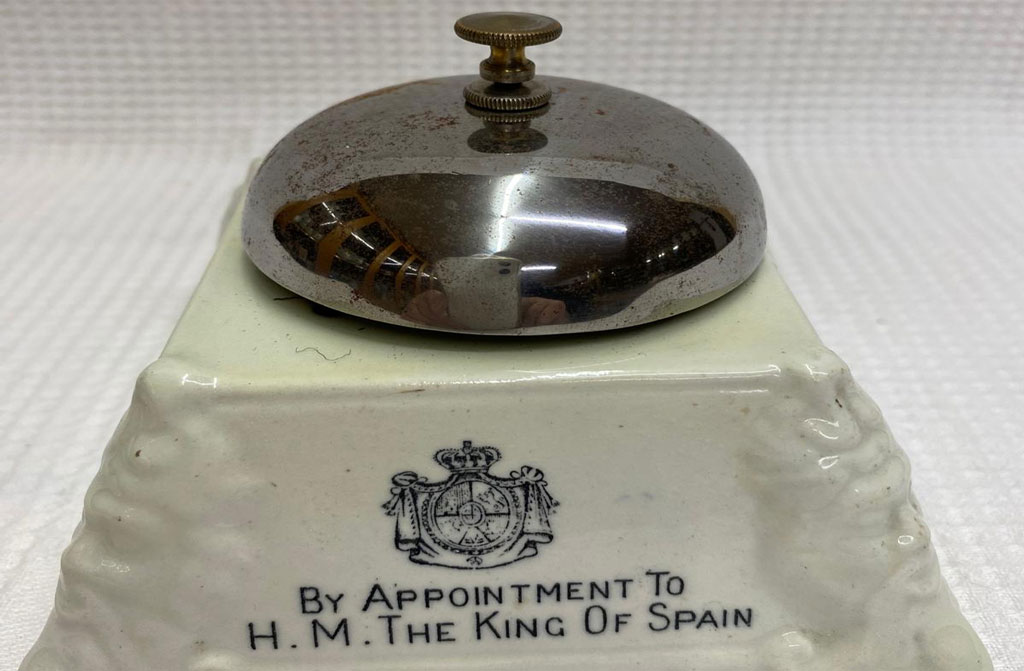 By Appointment To
H. M. The King Of Spain